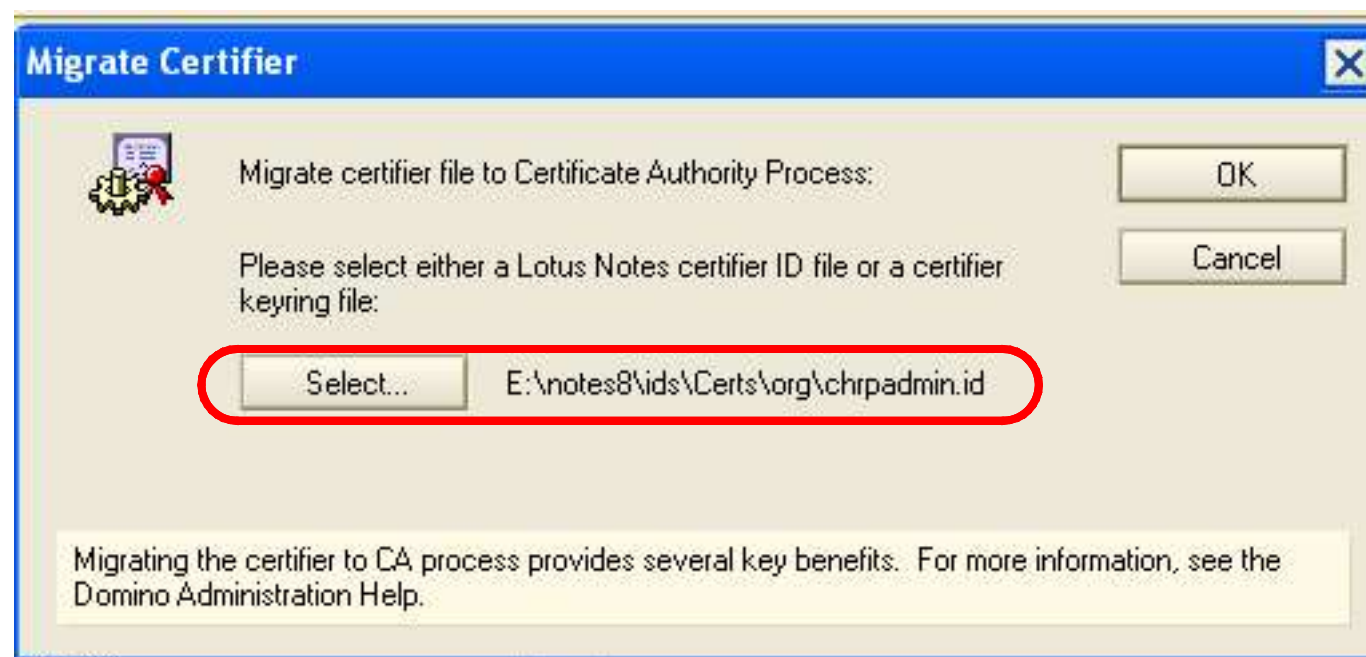 Migrate Certifier
Migrate certifier file to Certificate Authority Process:
OK
Please select either a Lotus Notes certifier ID file or a certifier
keyring file:
Cancel
Select...
E:\notes8\ids\Certs\org\chrpadmin.id
Migrating the certifier to CA process provides several key benefits.  For more information, see the
Domino Administration Help.